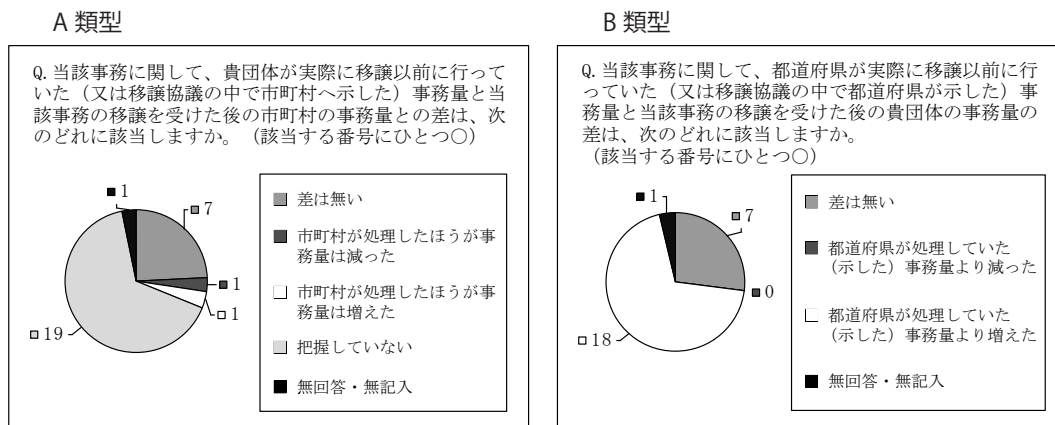 A 類型
Q. 当該事務に関して、貴団体が実際に移譲以前に行って
いた（又は移譲協議の中で市町村へ示した）事務量と当
該事務の移譲を受けた後の市町村の事務量との差は、次
のどれに該当しますか。（該当する番号にひとつ○）
1
7
1
1
19
差は無い
市町村が処理したほうが事
務量は減った
市町村が処理したほうが事
務量は増えた
把握していない
無回答・無記入
B 類型
Q. 当該事務に関して、都道府県が実際に移譲以前に行
っていた（又は移譲協議の中で都道府県が示した）事
務量と当該事務の移譲を受けた後の貴団体の事務量の
差は、次のどれに該当しますか。
（該当する番号にひとつ○）
1
7
0
18
差は無い
都道府県が処理していた
（示した）事務量より減った
都道府県が処理していた
（示した）事務量より増えた
無回答・無記入